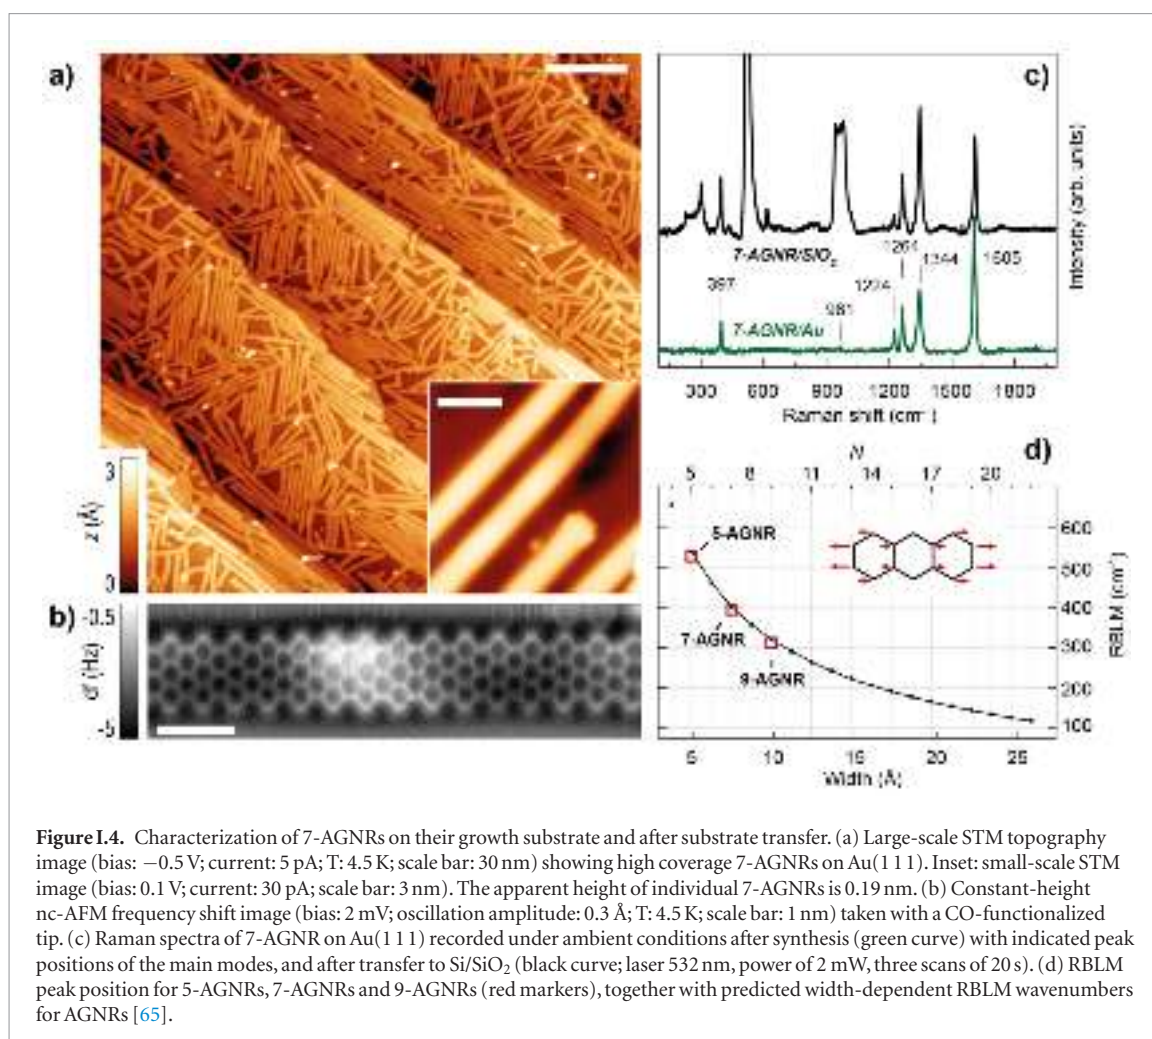 a)
z (Å)
3
0
b)
-0.5
df (Hz)
-5
c)
Intensity (arb. units)
7-AGNR/SiO₂
1264
1344
1605
397
1224
961
7-AGNR/Au
300 600 900 1200 1500 1800
Raman shift (cm⁻¹)
N
d)
5 8 11 14 17 20
5-AGNR
7-AGNR
9-AGNR
600
500
400
300
200
100
RBLM (cm⁻¹)
5 10 15 20 25
Width (Å)
Figure I.4. Characterization of 7-AGNRs on their growth substrate and after substrate transfer. (a) Large-scale STM topography
image (bias: −0.5 V; current: 5 pA; T: 4.5 K; scale bar: 30 nm) showing high coverage 7-AGNRs on Au(1 1 1). Inset: small-scale STM
image (bias: 0.1 V; current: 30 pA; scale bar: 3 nm). The apparent height of individual 7-AGNRs is 0.19 nm. (b) Constant-height
nc-AFM frequency shift image (bias: 2 mV; oscillation amplitude: 0.3 Å; T: 4.5 K; scale bar: 1 nm) taken with a CO-functionalized
tip. (c) Raman spectra of 7-AGNR on Au(1 1 1) recorded under ambient conditions after synthesis (green curve) with indicated peak
positions of the main modes, and after transfer to Si/SiO₂ (black curve; laser 532 nm, power of 2 mW, three scans of 20 s). (d) RBLM
peak position for 5-AGNRs, 7-AGNRs and 9-AGNRs (red markers), together with predicted width-dependent RBLM wavenumbers
for AGNRs [65].